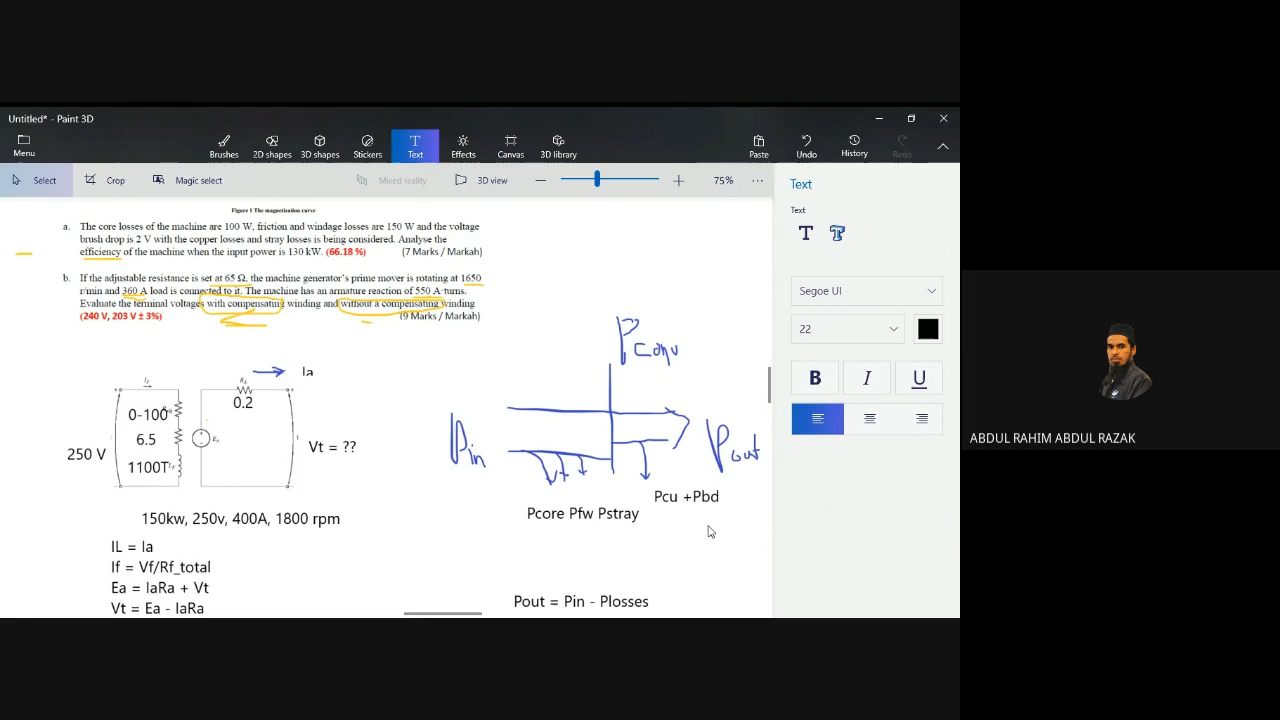 Untitled* - Paint 3D
Menu
Brushes
2D shapes
3D shapes
Stickers
Text
Effects
Canvas
3D library
Paste
Undo
History
Redo
Select
Crop
Magic select
Mixed reality
3D view
75%
Text
Text
Segoe UI
22
B
I
U
Figure 1 The magnetization curve
a. The core losses of the machine are 100 W, friction and windage losses are 150 W and the voltage
brush drop is 2 V with the copper losses and stray losses is being considered. Analyse the
efficiency of the machine when the input power is 130 kW. (66.18 %) (7 Marks / Markah)
b. If the adjustable resistance is set at 65 Ω, the machine generator's prime mover is rotating at 1650
r/min and 360 A load is connected to it. The machine has an armature reaction of 550 A·turns.
Evaluate the terminal voltages with compensating winding and without a compensating winding
(240 V, 203 V ± 3%) (9 Marks / Markah)
Pconv
Ia
RA
0.2
0-100
6.5
EA
1100T
250 V
Vt = ??
Pin
Pout
Pcu +Pbd
Pcore Pfw Pstray
150kw, 250v, 400A, 1800 rpm
IL = Ia
If = Vf/Rf_total
Ea = IaRa + Vt
Vt = Ea - IaRa
Pout = Pin - Plosses
ABDUL RAHIM ABDUL RAZAK